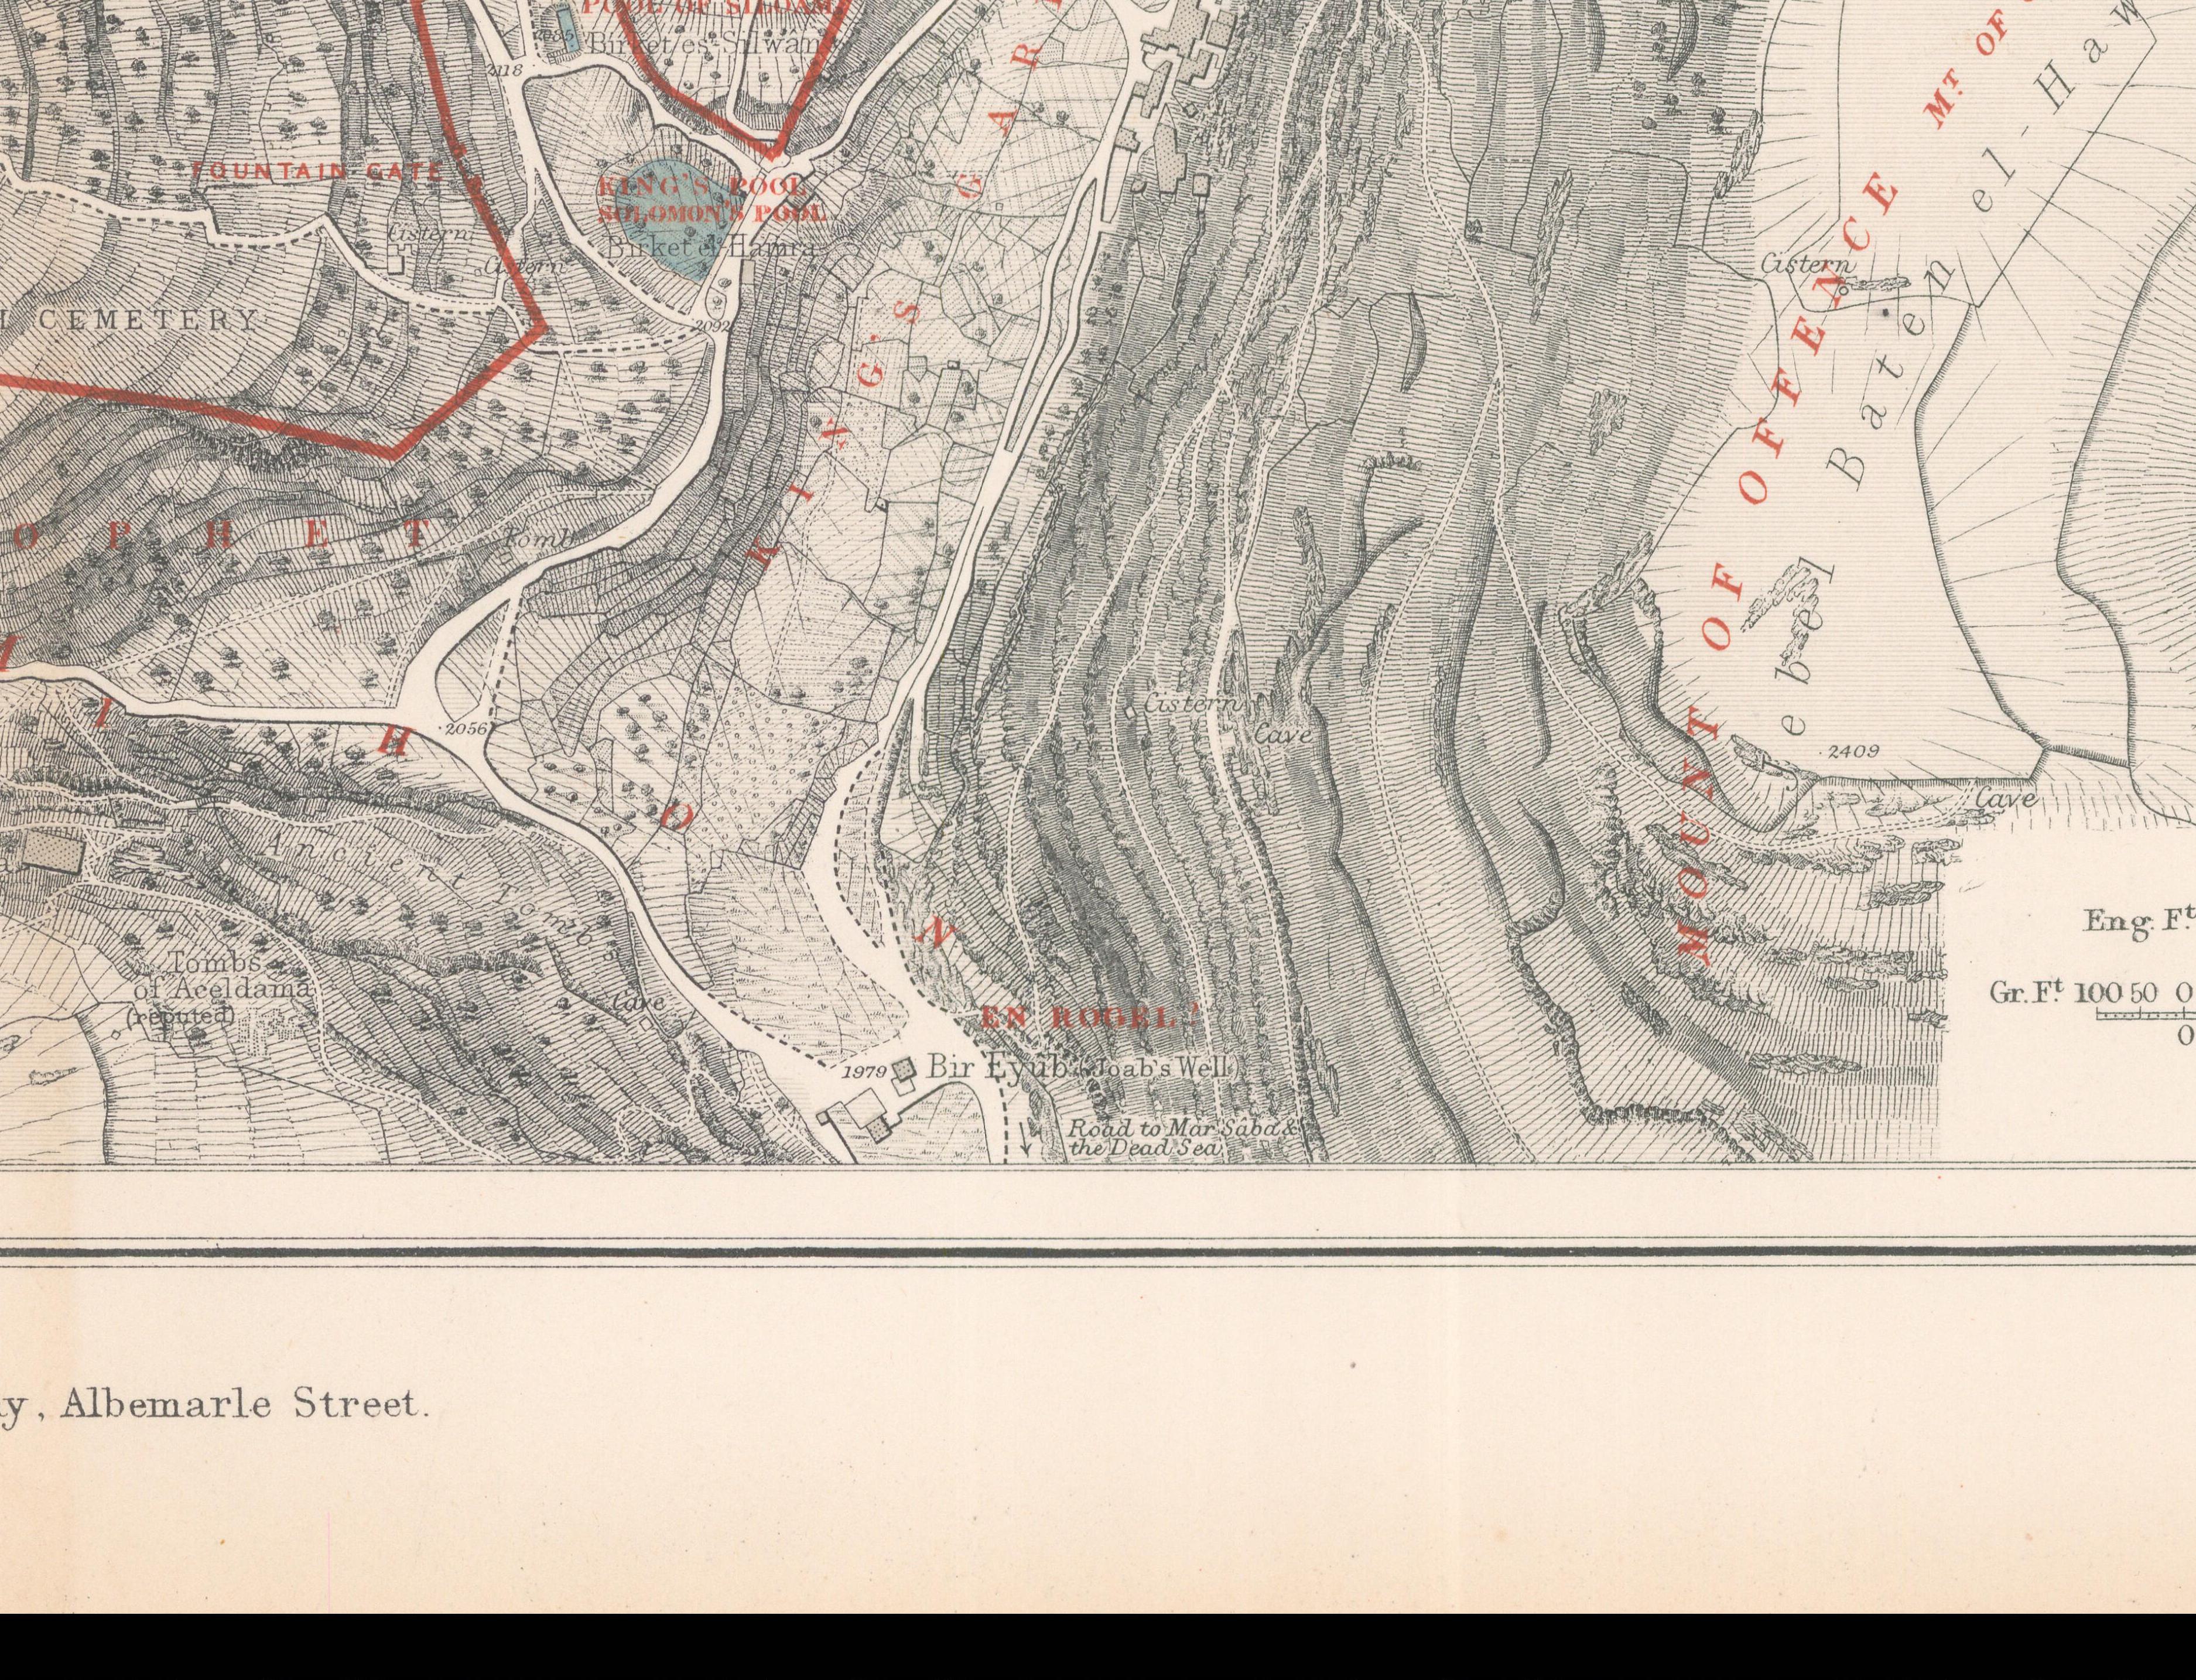 POOL OF SILOAM
2085
Birket es Silwan
2118
FOUNTAIN GATE
KING'S POOL
SOLOMON'S POOL
Birket el Hamra
Cistern
Cistern
CEMETERY
2092
KING'S GAR
OPHET
Tomb
MT. OF
MOUNT OF OFFENCE
ebel Baten el-Haw
Cistern
Cistern
Cave
2409
Cave
2056
HI
O
N
Ancient Tombs
Tombs
of Aceldama
(reputed)
Cave
EN ROGEL?
1979 Bir Eyûb (Joab's Well)
Road to Mar Saba &
the Dead Sea
Eng. Ft
Gr. Ft 100 50 0
0
y, Albemarle Street.